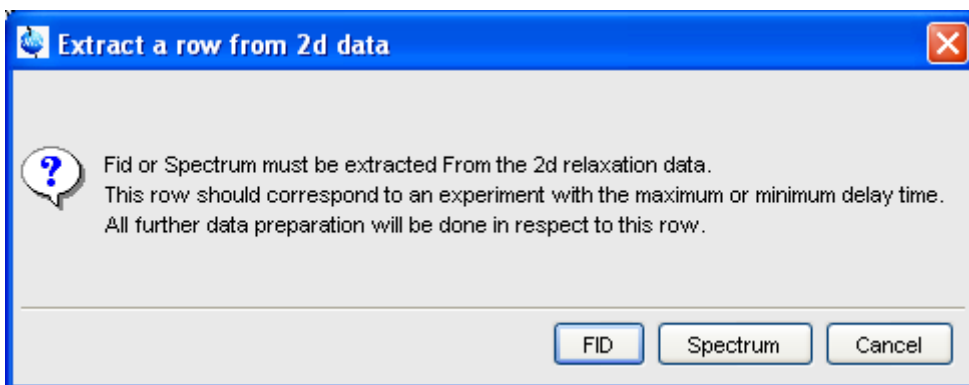 Extract a row from 2d data
Fid or Spectrum must be extracted From the 2d relaxation data.
This row should correspond to an experiment with the maximum or minimum delay time.
All further data preparation will be done in respect to this row.
FID Spectrum Cancel